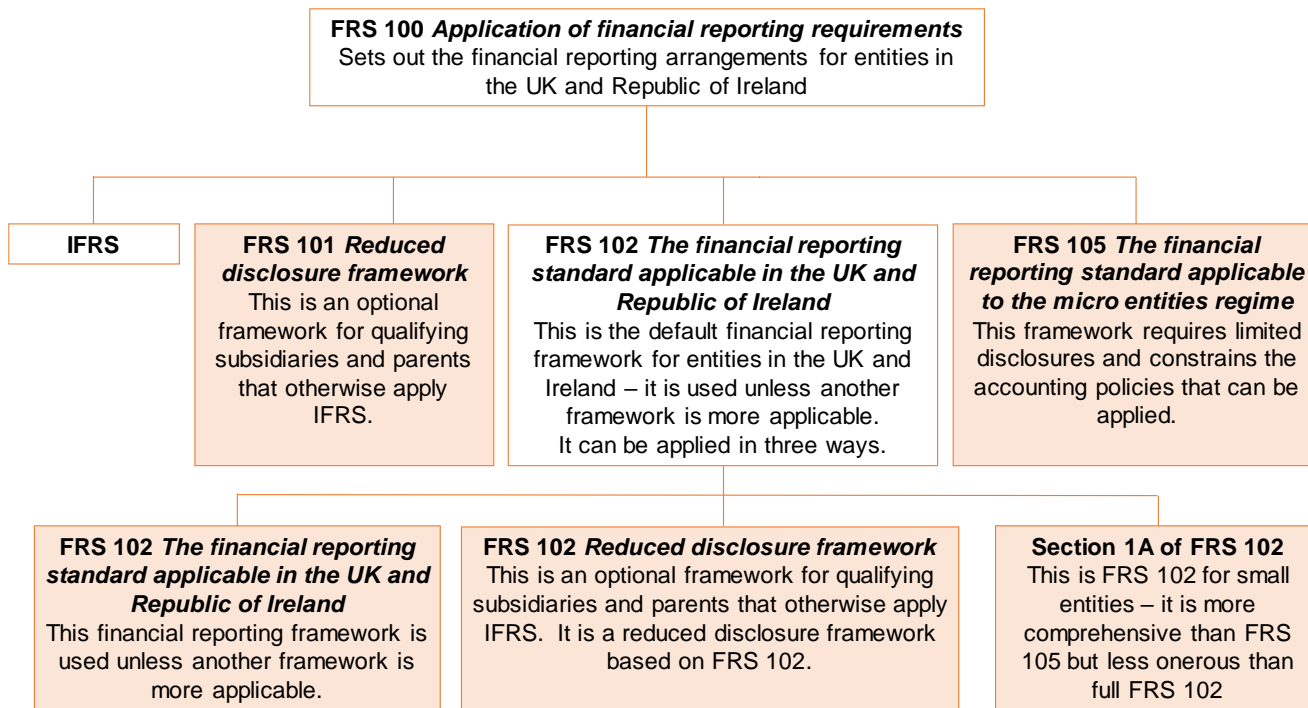 FRS 100 Application of financial reporting requirements
Sets out the financial reporting arrangements for entities in
the UK and Republic of Ireland
IFRS
FRS 101 Reduced
disclosure framework
This is an optional
framework for qualifying
subsidiaries and parents
that otherwise apply
IFRS.
FRS 102 The financial reporting
standard applicable in the UK and
Republic of Ireland
This is the default financial reporting
framework for entities in the UK and
Ireland – it is used unless another
framework is more applicable.
It can be applied in three ways.
FRS 105 The financial
reporting standard applicable
to the micro entities regime
This framework requires limited
disclosures and constrains the
accounting policies that can be
applied.
FRS 102 The financial reporting
standard applicable in the UK and
Republic of Ireland
This financial reporting framework is
used unless another framework is
more applicable.
FRS 102 Reduced disclosure framework
This is an optional framework for qualifying
subsidiaries and parents that otherwise apply
IFRS. It is a reduced disclosure framework
based on FRS 102.
Section 1A of FRS 102
This is FRS 102 for small
entities – it is more
comprehensive than FRS
105 but less onerous than
full FRS 102